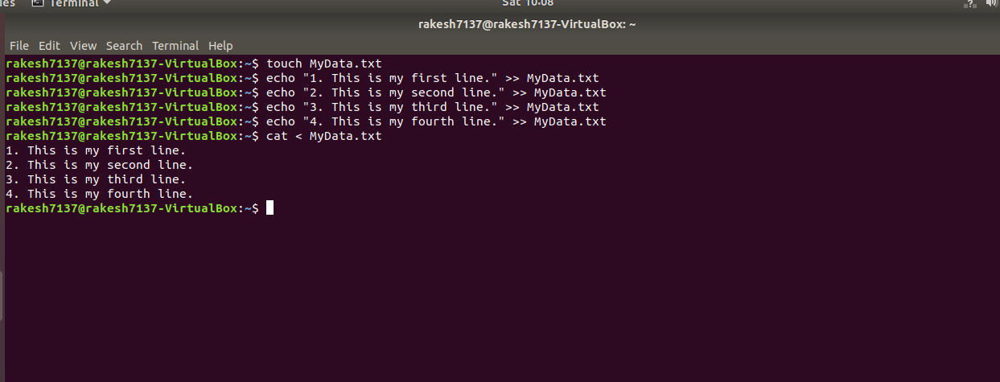 ies Terminal Sat 10:08
rakesh7137@rakesh7137-VirtualBox: ~
File Edit View Search Terminal Help
rakesh7137@rakesh7137-VirtualBox:~$ touch MyData.txt
rakesh7137@rakesh7137-VirtualBox:~$ echo "1. This is my first line." >> MyData.txt
rakesh7137@rakesh7137-VirtualBox:~$ echo "2. This is my second line." >> MyData.txt
rakesh7137@rakesh7137-VirtualBox:~$ echo "3. This is my third line." >> MyData.txt
rakesh7137@rakesh7137-VirtualBox:~$ echo "4. This is my fourth line." >> MyData.txt
rakesh7137@rakesh7137-VirtualBox:~$ cat < MyData.txt
1. This is my first line.
2. This is my second line.
3. This is my third line.
4. This is my fourth line.
rakesh7137@rakesh7137-VirtualBox:~$